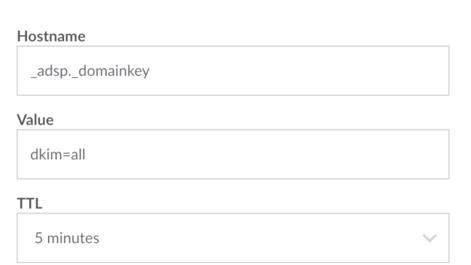 Hostname
_adsp._domainkey
Value
dkim=all
TTL
5 minutes